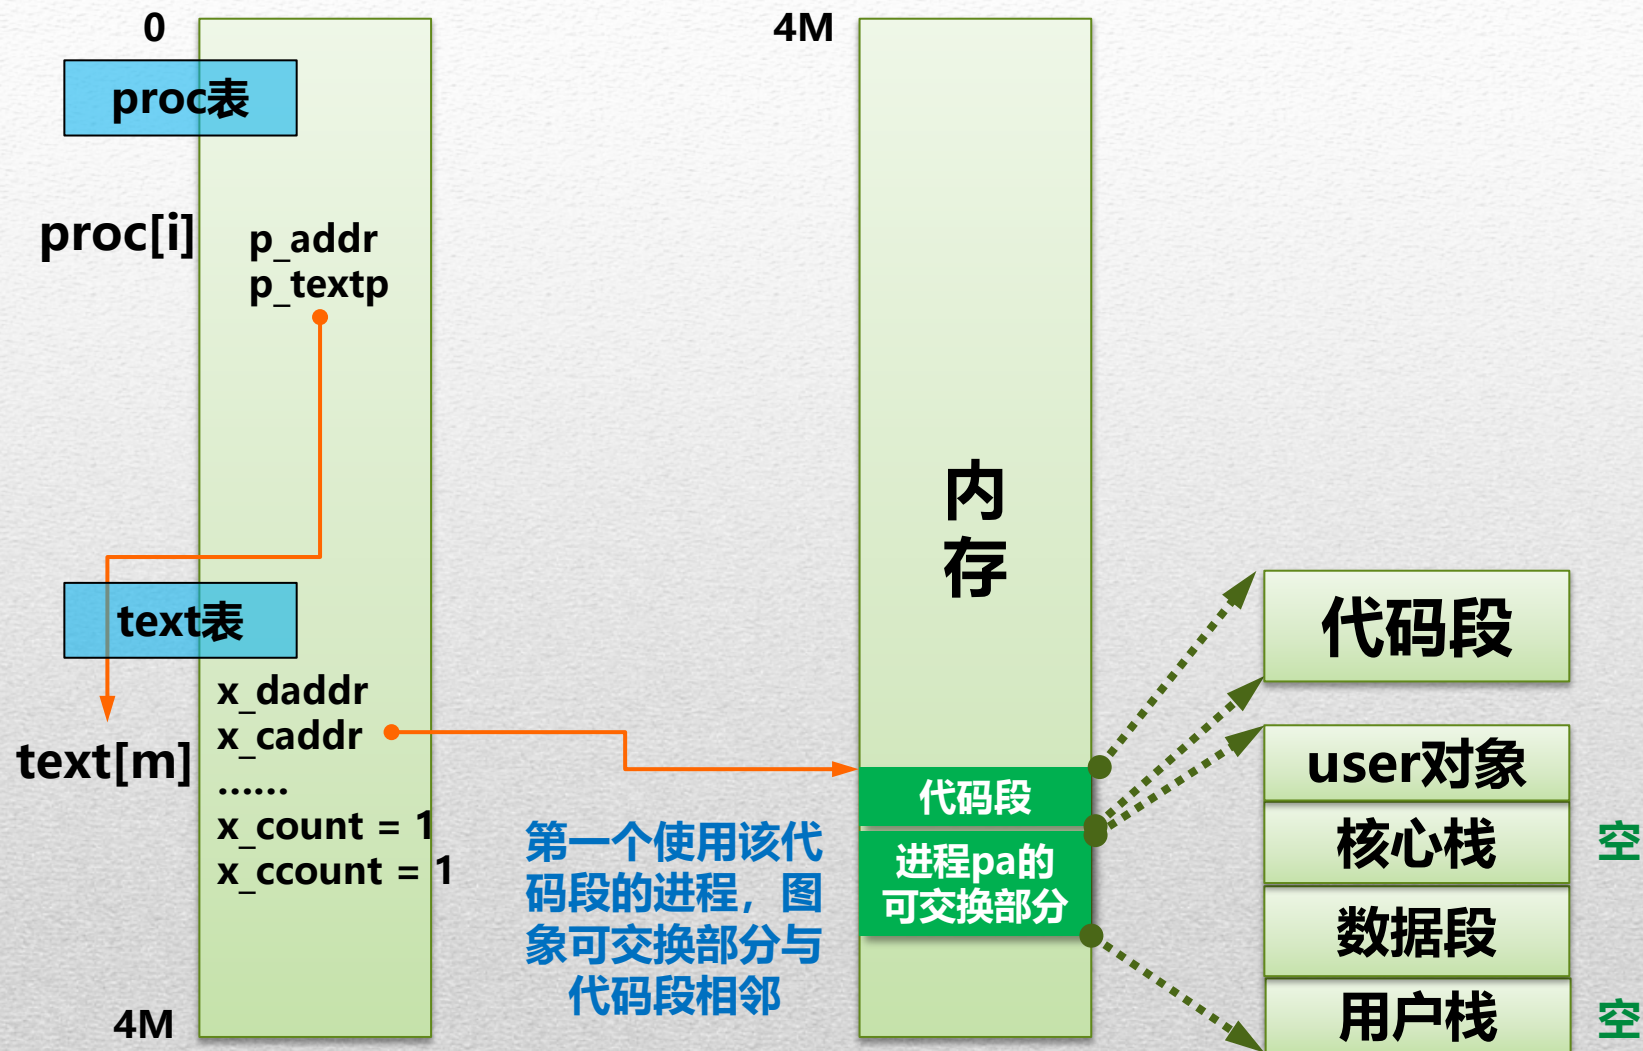 0
proc表
proc[i]
p_addr
p_textp
text表
text[m]
x_daddr
x_caddr
......
x_count = 1
x_ccount = 1
4M
第一个使用该代
码段的进程，图
象可交换部分与
代码段相邻
4M
内
存
代码段
进程pa的
可交换部分
代码段
user对象
核心栈
空
数据段
用户栈
空